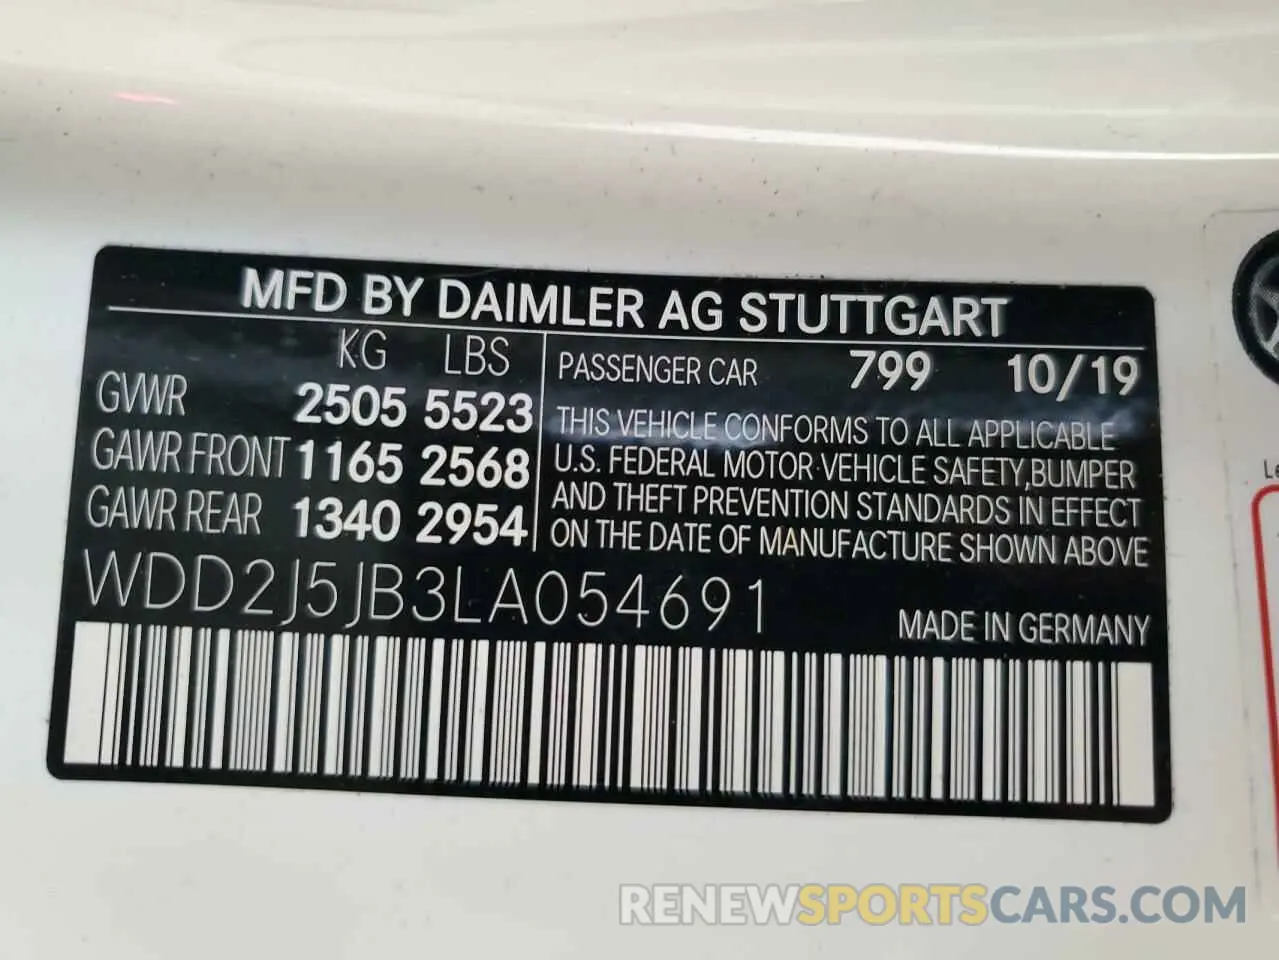 MFD BY DAIMLER AG STUTTGART
KG LBS
GVWR 2505 5523
GAWR FRONT 1165 2568
GAWR REAR 1340 2954
PASSENGER CAR 799 10/19
THIS VEHICLE CONFORMS TO ALL APPLICABLE
U.S. FEDERAL MOTOR VEHICLE SAFETY, BUMPER
AND THEFT PREVENTION STANDARDS IN EFFECT
ON THE DATE OF MANUFACTURE SHOWN ABOVE
WDD2J5JB3LA054691
MADE IN GERMANY
RENEWSPORTSCARS.COM